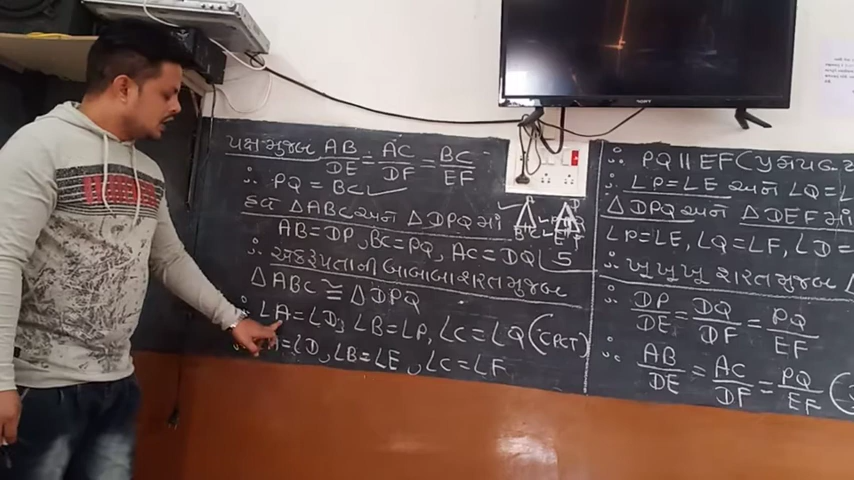 પક્ષ મુજબ AB/DE = AC/DF = BC/EF
∴ PQ = BC ✓
હવે △ABC અને △DPQ માં
AB = DP, BC = PQ, AC = DQ 5
∴ એકરૂપતાની બાબાબા શરત મુજબ
△ABC ≅ △DPQ
∴ ∠A = ∠D, ∠B = ∠P, ∠C = ∠Q (CPCT)
= ∠D, ∠B = ∠E, ∠C = ∠F
∴ PQ || EF
∴ ∠P = ∠E અને ∠Q =
△DPQ અને △DEF માં
∠P = ∠E, ∠Q = ∠F, ∠D =
∴ ખૂખૂખૂ શરત મુજબ
∴ DP/DE = DQ/DF = PQ/EF
∴ AB/DE = AC/DF = PQ/EF
SONY